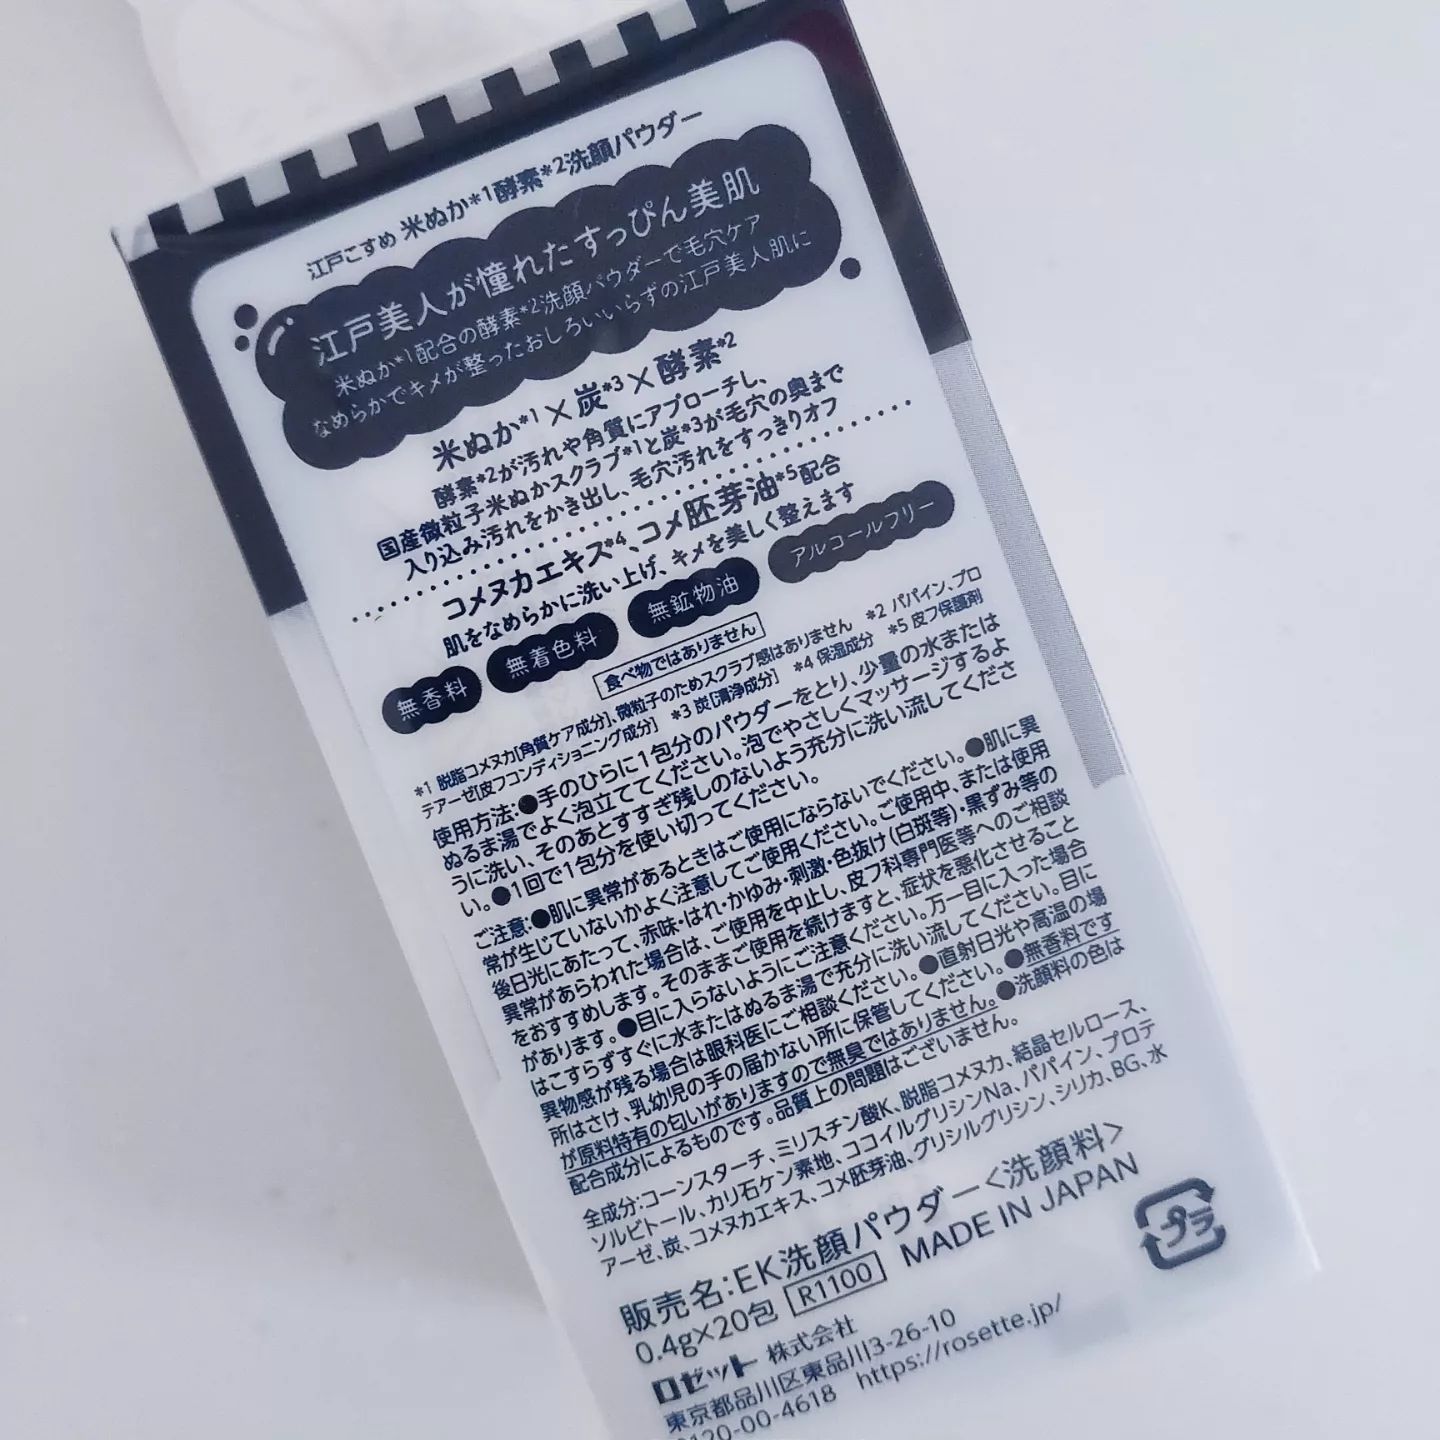 江戸こすめ 米ぬか*1酵素*2洗顔パウダー
江戸美人が憧れたすっぴん美肌
米ぬか*1配合の酵素*2洗顔パウダーで毛穴ケア
なめらかでキメが整ったおしろいいらずの江戸美人肌に
米ぬか*1×炭*3×酵素*2
酵素*2が汚れや角質にアプローチし、
国産微粒子米ぬかスクラブ*1と炭*3が毛穴の奥まで
入り込み汚れをかき出し、毛穴汚れをすっきりオフ
コメヌカエキス*4、コメ胚芽油*5配合
肌をなめらかに洗い上げ、キメを美しく整えます
無香料 無着色料 無鉱物油 アルコールフリー
食べ物ではありません
*1 脱脂コメヌカ[角質ケア成分]、微粒子のためスクラブ感はありません *2 パパイン、プロ
テアーゼ[皮フコンディショニング成分] *3 炭[清浄成分] *4 保湿成分 *5 皮フ保護剤
使用方法:●手のひらに1包分のパウダーをとり、少量の水または
ぬるま湯でよく泡立ててください。泡でやさしくマッサージするよ
うに洗い、そのあとすすぎ残しのないよう充分に洗い流してくださ
い。●1回で1包分を使い切ってください。
ご注意:●肌に異常があるときはご使用にならないでください。●肌に異
常が生じていないかよく注意してご使用ください。ご使用中、または使用
後日光にあたって、赤味・はれ・かゆみ・刺激・色抜け(白斑等)・黒ずみ等の
異常があらわれた場合は、ご使用を中止し、皮フ科専門医等へのご相談
をおすすめします。そのままご使用を続けますと、症状を悪化させること
があります。●目に入らないようにご注意ください。万一目に入った場合
はこすらずすぐに水またはぬるま湯で充分に洗い流してください。目に
異物感が残る場合は眼科医にご相談ください。●直射日光や高温の場
所はさけ、乳幼児の手の届かない所に保管してください。●無香料です
が原料特有の匂いがありますので無臭ではありません。●洗顔料の色は
配合成分によるものです。品質上の問題はございません。
全成分:コーンスターチ、ミリスチン酸K、脱脂コメヌカ、結晶セルロース、
ソルビトール、カリ石ケン素地、ココイルグリシンNa、パパイン、プロテ
アーゼ、炭、コメヌカエキス、コメ胚芽油、グリシルグリシン、シリカ、BG、水
販売名:EK洗顔パウダー<洗顔料>
0.4g×20包 R1100 MADE IN JAPAN
プラ
ロゼット 株式会社
東京都品川区東品川3-26-10
0120-00-4618 https://rosette.jp/